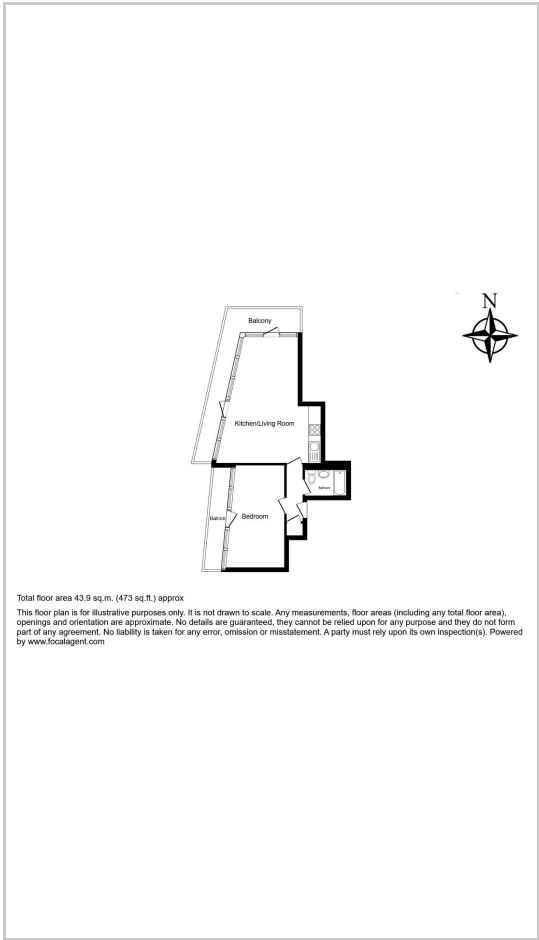 N
Balcony
Kitchen/Living Room
Bathroom
Balcon
Bedroom
Total floor area 43.9 sq.m. (473 sq.ft.) approx
This floor plan is for illustrative purposes only. It is not drawn to scale. Any measurements, floor areas (including any total floor area),
openings and orientation are approximate. No details are guaranteed, they cannot be relied upon for any purpose and they do not form
part of any agreement. No liability is taken for any error, omission or misstatement. A party must rely upon its own inspection(s). Powered
by www.focalagent.com